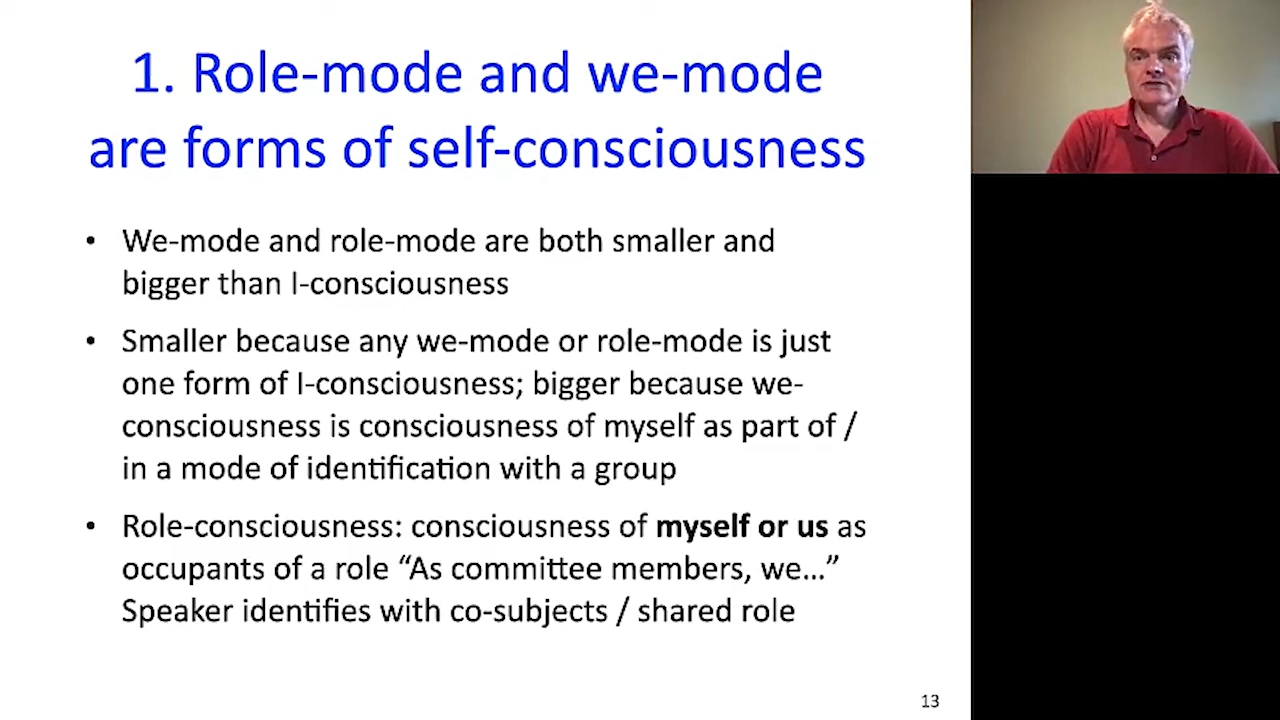 1. Role-mode and we-mode
are forms of self-consciousness
• We-mode and role-mode are both smaller and
bigger than I-consciousness
• Smaller because any we-mode or role-mode is just
one form of I-consciousness; bigger because we-
consciousness is consciousness of myself as part of /
in a mode of identification with a group
• Role-consciousness: consciousness of myself or us as
occupants of a role “As committee members, we…”
Speaker identifies with co-subjects / shared role
13